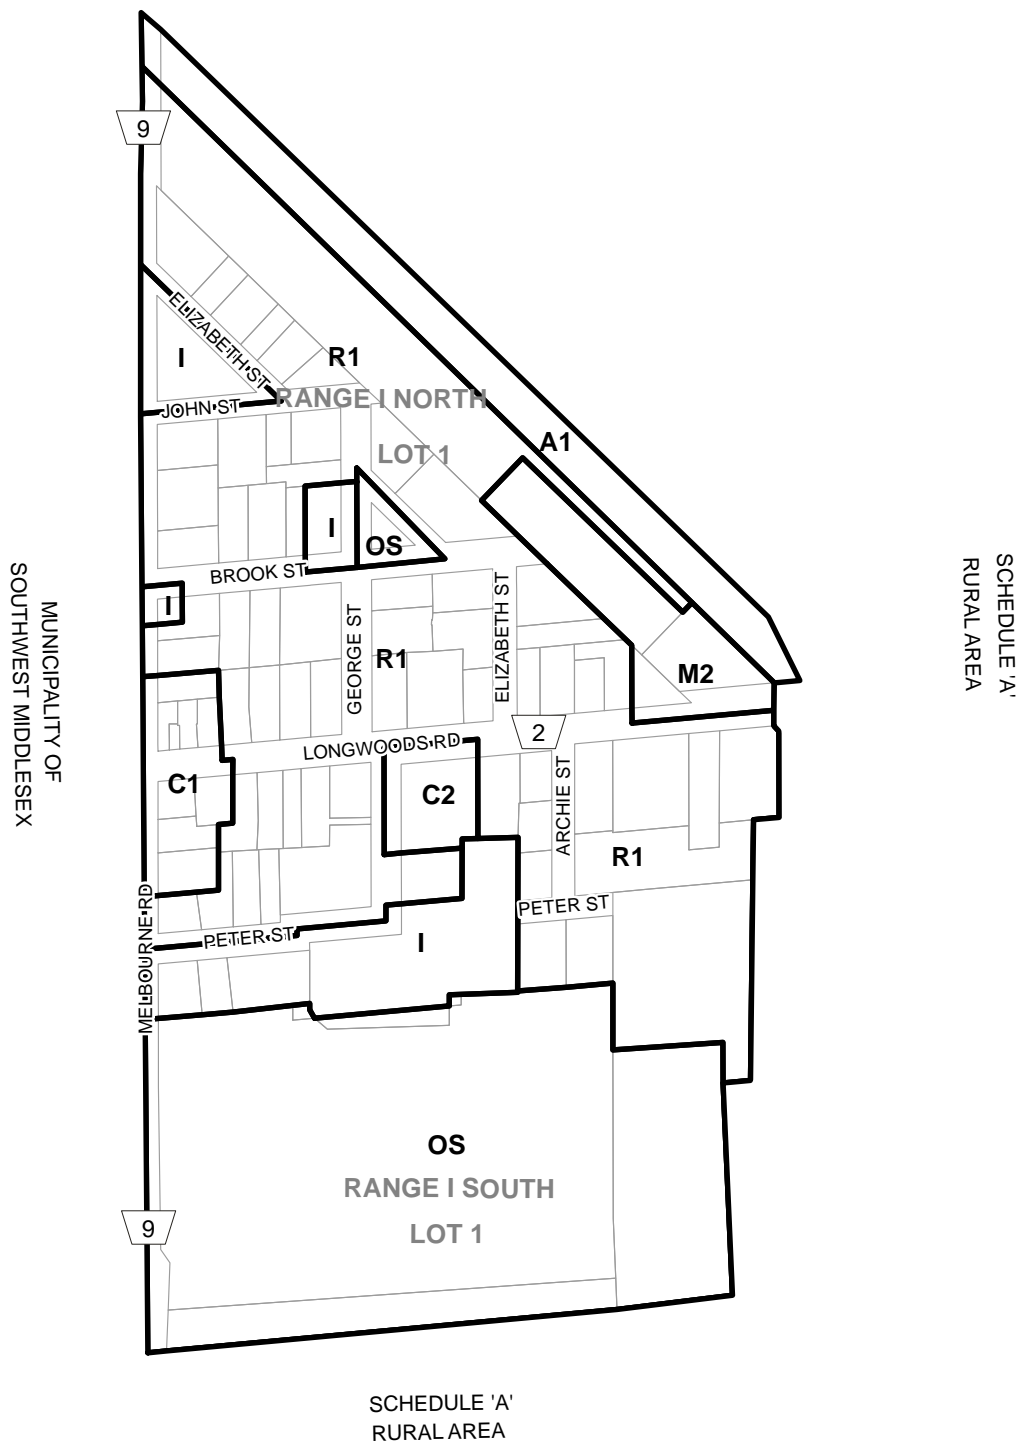 9
ELIZABETH ST
I
R1
JOHN ST
RANGE I NORTH
LOT 1
A1
I
OS
BROOK ST
I
GEORGE ST
ELIZABETH ST
R1
M2
MUNICIPALITY OF
SOUTHWEST MIDDLESEX
SCHEDULE 'A'
RURAL AREA
2
LONGWOODS RD
C1
C2
ARCHIE ST
R1
MELBOURNE RD
PETER ST
PETER ST
I
OS
RANGE I SOUTH
LOT 1
9
SCHEDULE 'A'
RURAL AREA